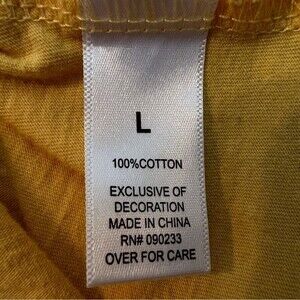 L
100%COTTON
EXCLUSIVE OF
DECORATION
MADE IN CHINA
RN# 090233
OVER FOR CARE